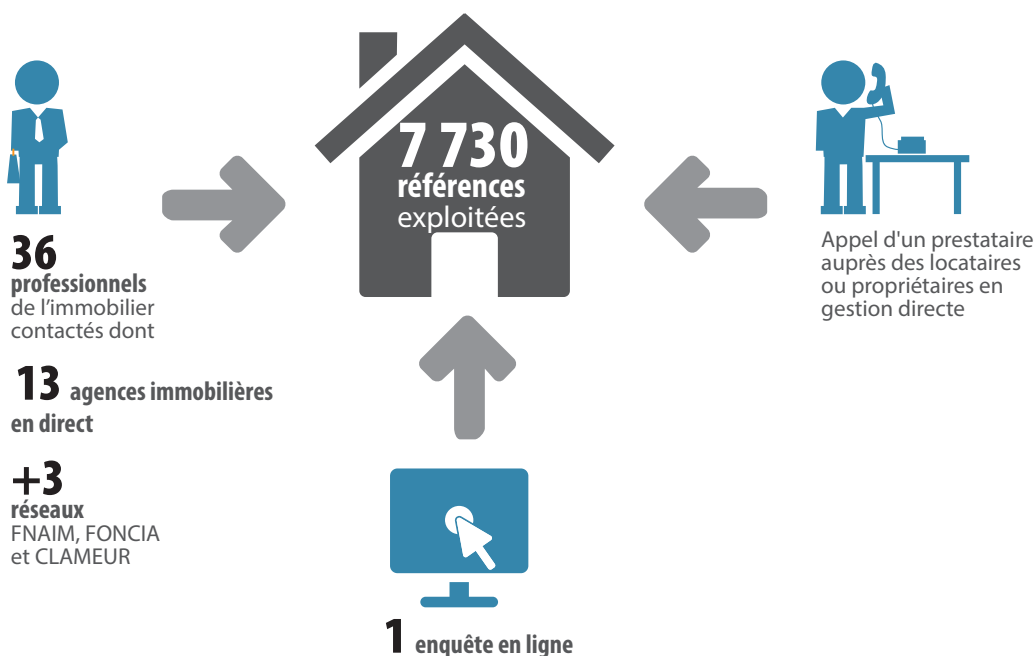 7 730
références
exploitées
36
professionnels
de l'immobilier
contactés dont
13 agences immobilières
en direct
+3
réseaux
FNAIM, FONCIA
et CLAMEUR
Appel d'un prestataire
auprès des locataires
ou propriétaires en
gestion directe
1 enquête en ligne